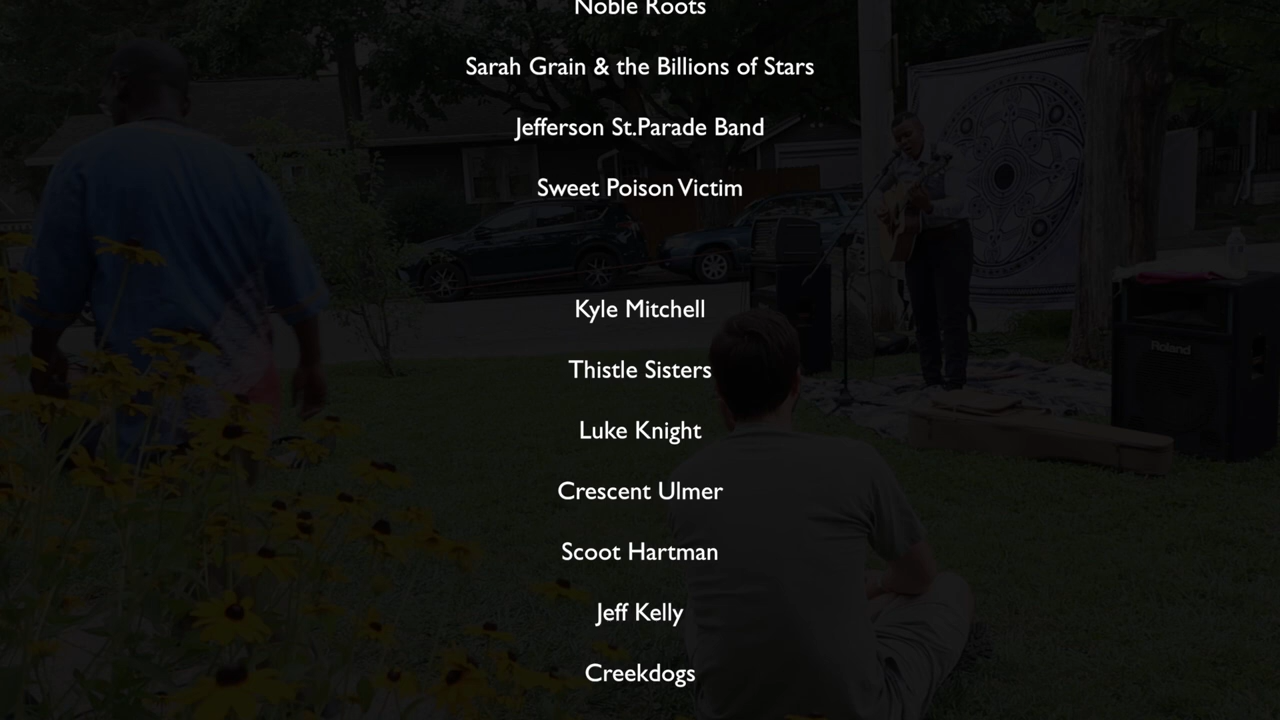 Noble Roots
Sarah Grain & the Billions of Stars
Jefferson St.Parade Band
Sweet Poison Victim
Kyle Mitchell
Thistle Sisters
Luke Knight
Crescent Ulmer
Scoot Hartman
Jeff Kelly
Creekdogs
Roland